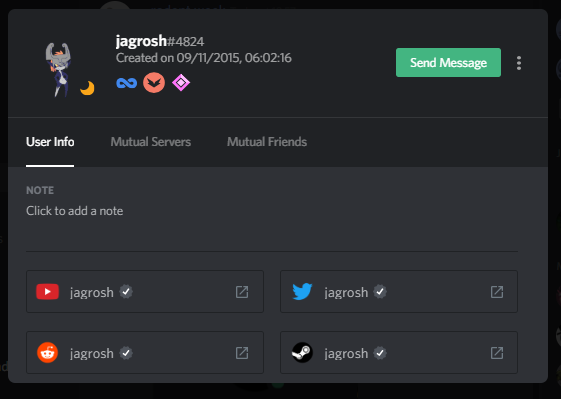 jagrosh#4824
Created on 09/11/2015, 06:02:16
Send Message
User Info Mutual Servers Mutual Friends
NOTE
Click to add a note
jagrosh jagrosh
jagrosh jagrosh